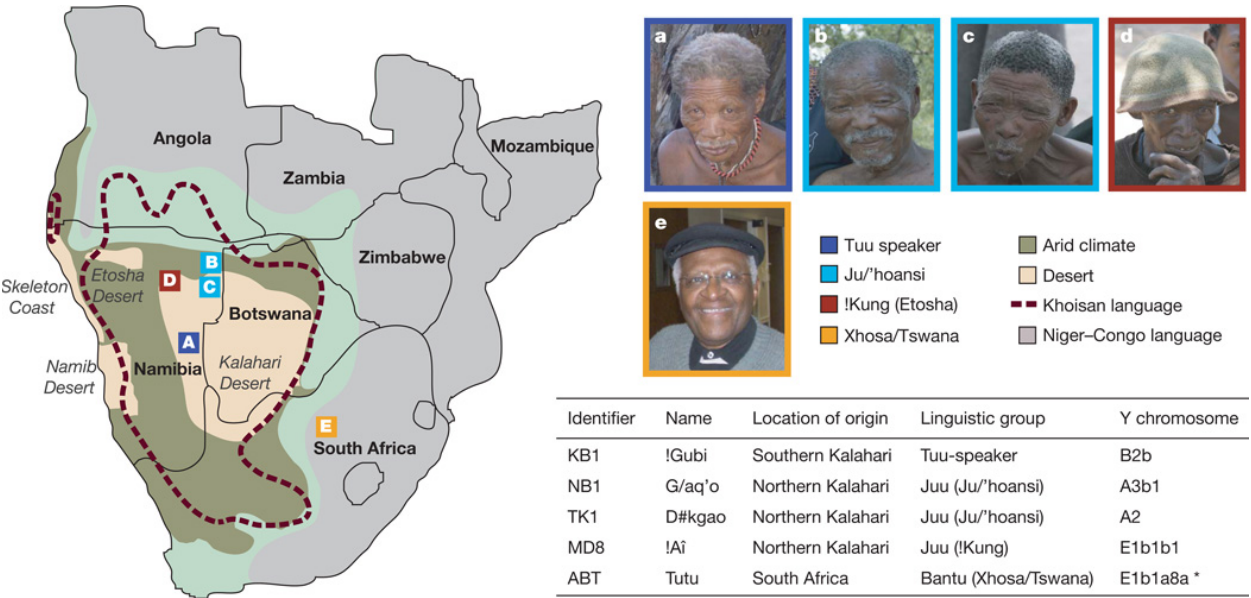 Angola
Zambia
Mozambique
Zimbabwe
Skeleton
Coast
Etosha
Desert
D
B
C
Botswana
A
Namib
Desert
Namibia
Kalahari
Desert
E
South Africa
a
b
c
d
e
Tuu speaker
Ju/’hoansi
!Kung (Etosha)
Xhosa/Tswana
Arid climate
Desert
Khoisan language
Niger–Congo language
Identifier Name Location of origin Linguistic group Y chromosome
KB1 !Gubi Southern Kalahari Tuu-speaker B2b
NB1 G/aq’o Northern Kalahari Juu (Ju/’hoansi) A3b1
TK1 D#kgao Northern Kalahari Juu (Ju/’hoansi) A2
MD8 !Aî Northern Kalahari Juu (!Kung) E1b1b1
ABT Tutu South Africa Bantu (Xhosa/Tswana) E1b1a8a *